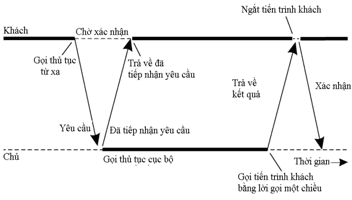 Ngắt tiến trình khách
Khách
Chờ xác nhận
Gọi thủ tục
từ xa
Trả về đã
tiếp nhận yêu cầu
Trả về
kết quả
Xác nhận
Yêu cầu
Đã tiếp nhận yêu cầu
Chủ
Gọi thủ tục cục bộ
Thời gian
Gọi tiến trình khách
bằng lời gọi một chiều